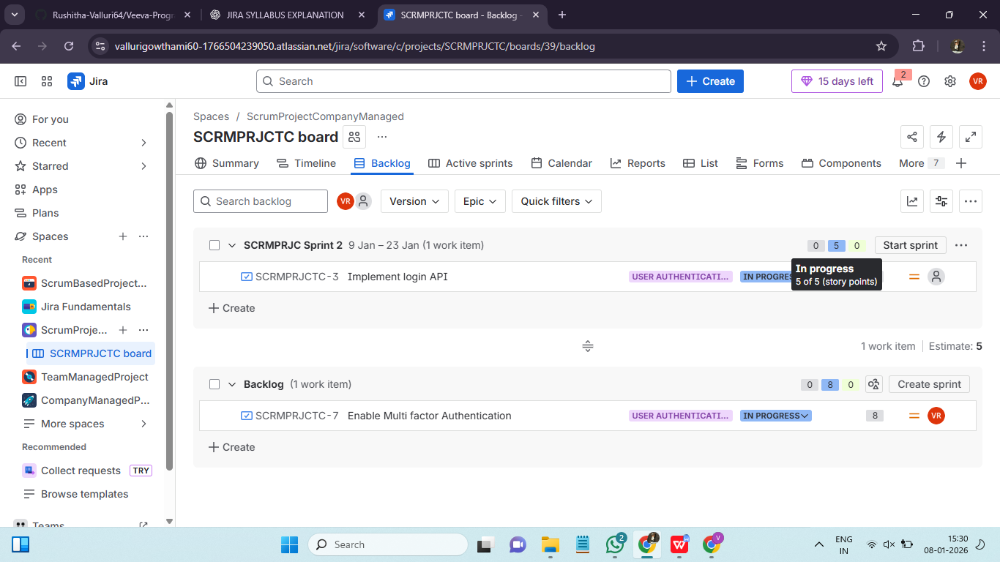 Rushitha-Valluri64/Veeva-Progr
JIRA SYLLABUS EXPLANATION
SCRMPRJCTC board - Backlog -
vallurigowthami60-1766504239050.atlassian.net/jira/software/c/projects/SCRMPRJCTC/boards/39/backlog
Jira
Search
Create
15 days left
2
VR
For you
Recent
Starred
Apps
Plans
Spaces
Recent
ScrumBasedProject...
Jira Fundamentals
ScrumProje...
SCRMPRJCTC board
TeamManagedProject
CompanyManagedP...
More spaces
Recommended
Collect requests TRY
Browse templates
Teams
Spaces / ScrumProjectCompanyManaged
SCRMPRJCTC board
Summary Timeline Backlog Active sprints Calendar Reports List Forms Components More 7
Search backlog VR Version Epic Quick filters
SCRMPRJC Sprint 2 9 Jan – 23 Jan (1 work item) 0 5 0 Start sprint
In progress
5 of 5 (story points)
SCRMPRJCTC-3 Implement login API USER AUTHENTICATI... IN PROGRE
Create
1 work item Estimate: 5
Backlog (1 work item) 0 8 0 Create sprint
SCRMPRJCTC-7 Enable Multi factor Authentication USER AUTHENTICATI... IN PROGRESS 8 VR
Create
Search
2
V
ENG
IN
15:30
08-01-2026